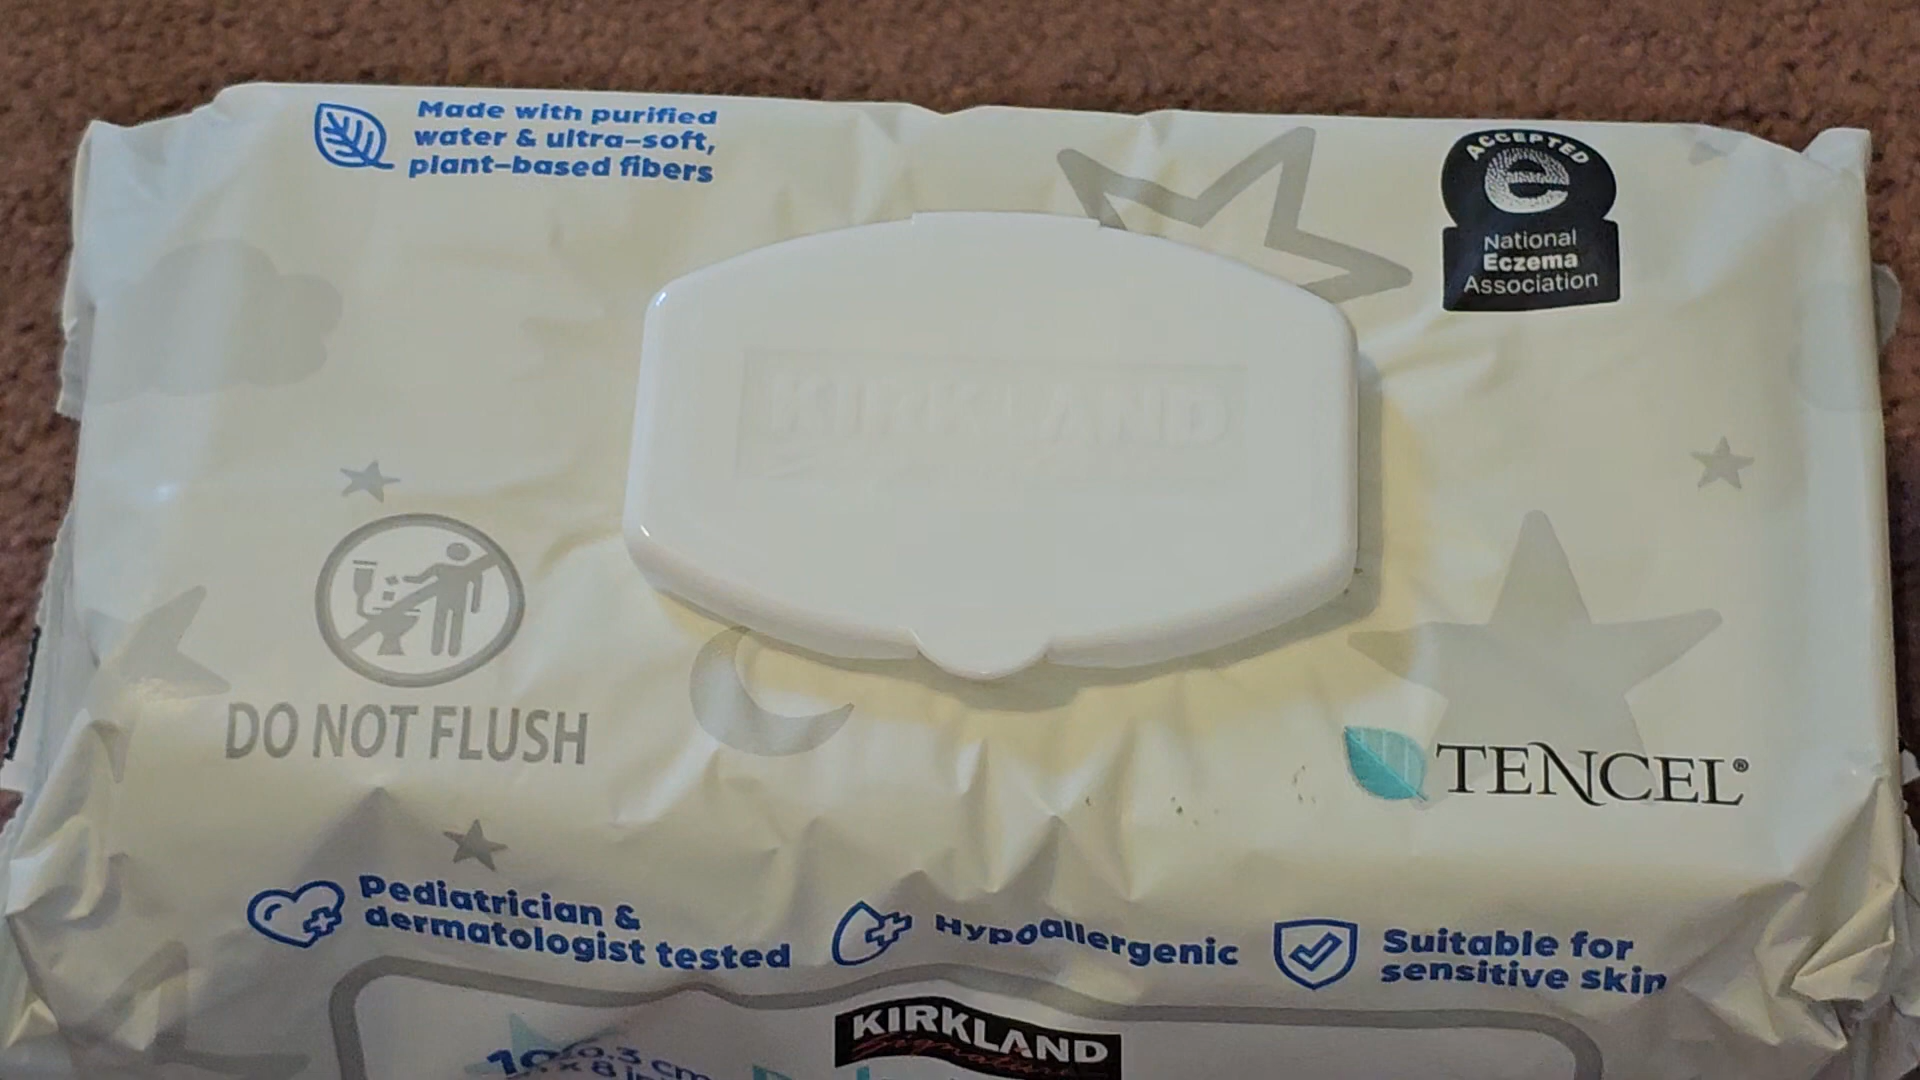 Made with purified
water & ultra-soft,
plant-based fibers
ACCEPTED
e
National
Eczema
Association
KIRKLAND
DO NOT FLUSH
TENCEL®
Pediatrician &
dermatologist tested
Hypoallergenic
Suitable for
sensitive skin
KIRKLAND
Signature